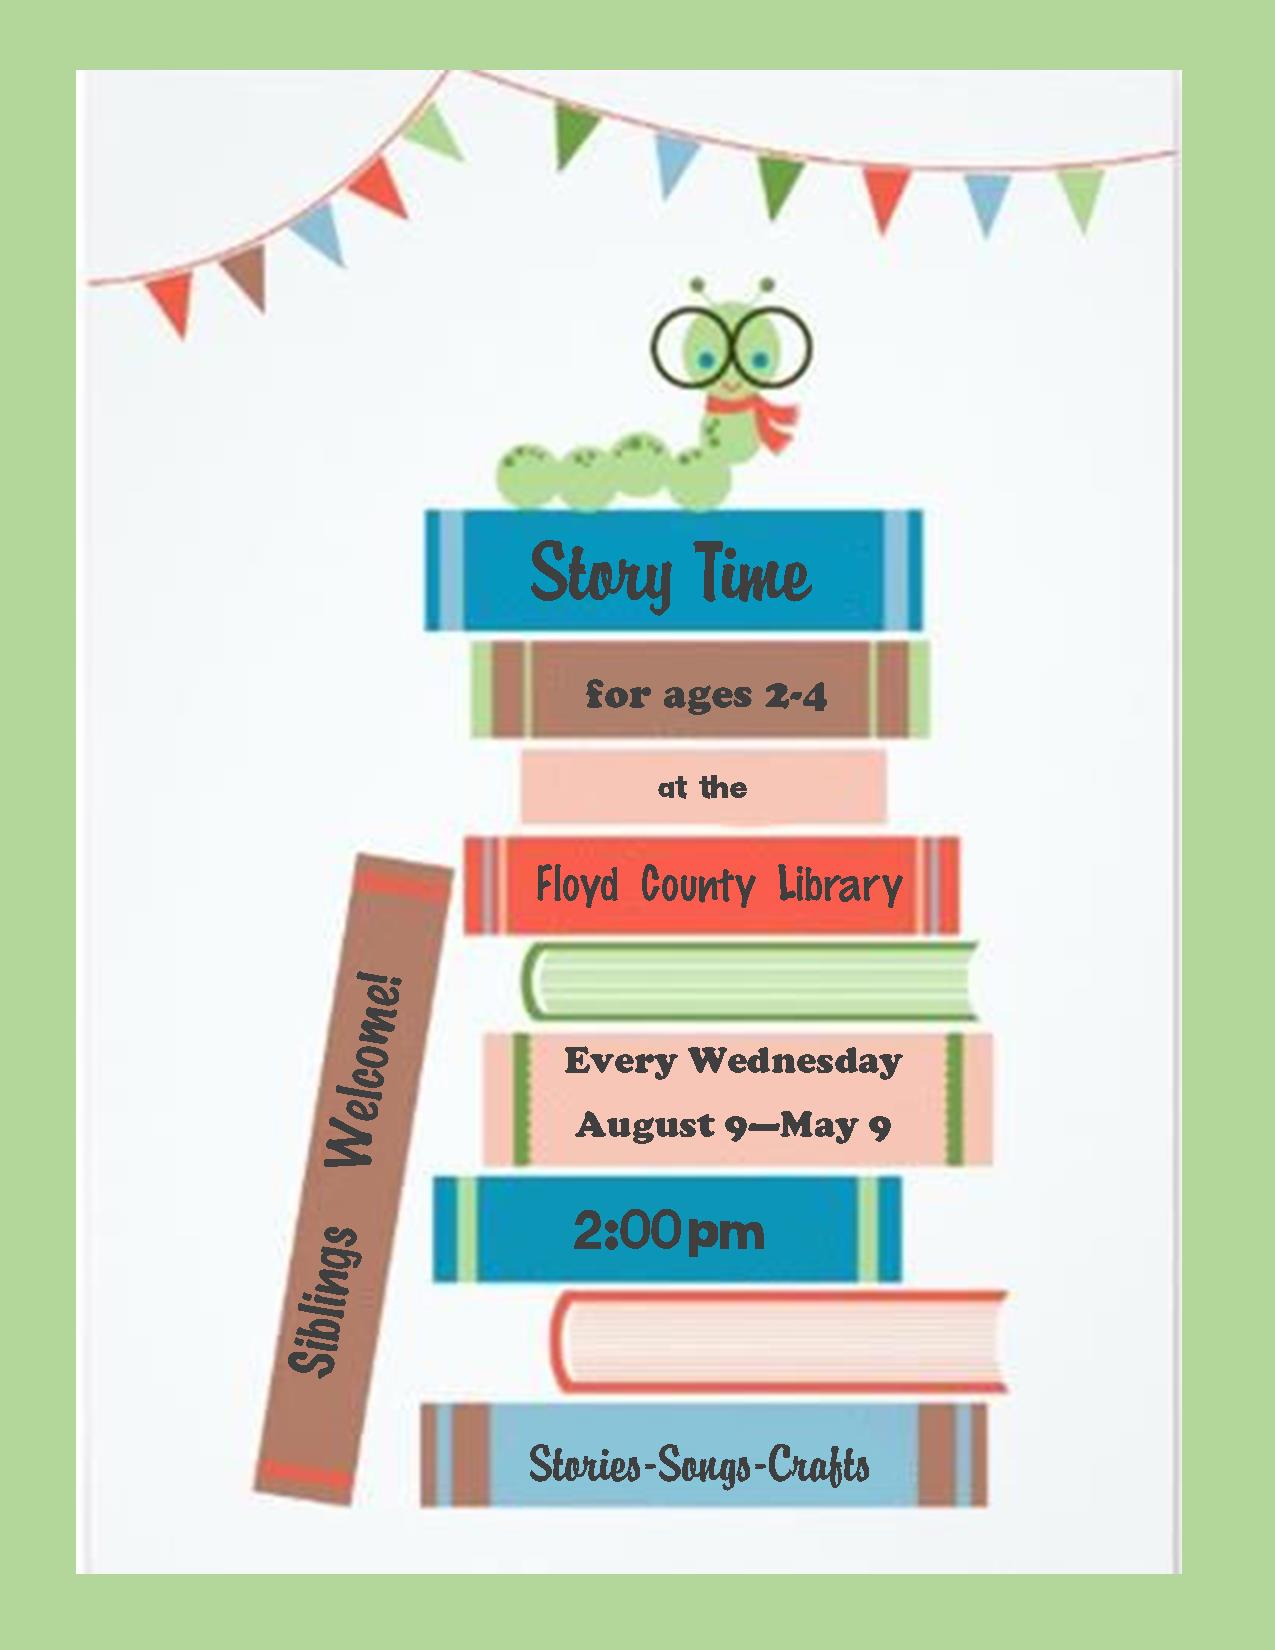 Story Time
for ages 2-4
at the
Floyd County Library
Every Wednesday
August 9—May 9
2:00pm
Stories-Songs-Crafts
Siblings Welcome!